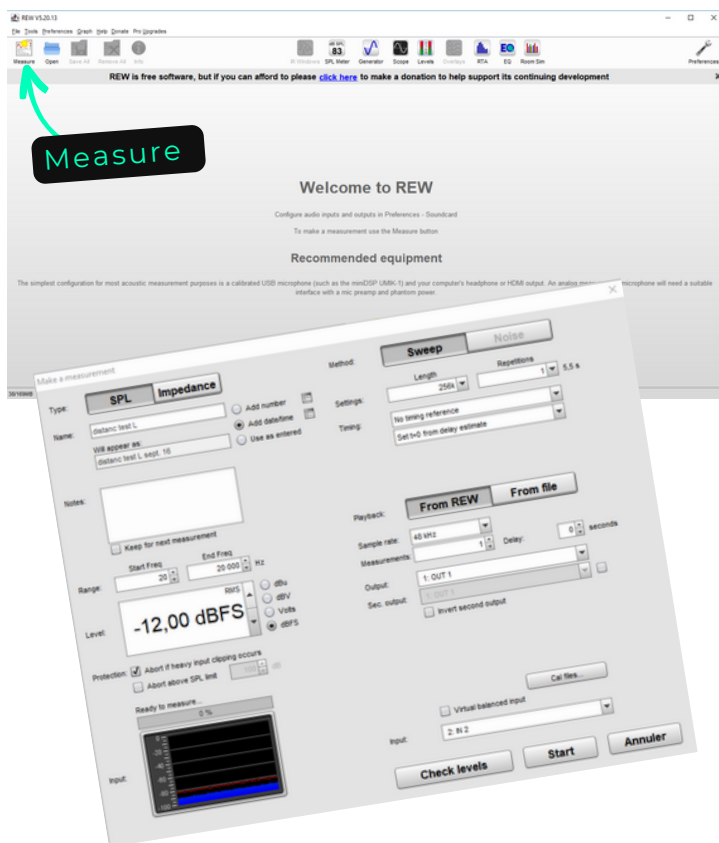 REW V5.20.13
File Tools Preferences Graph Help Donate Pro Upgrades
83
Measure Open Save All Remove All Info IR Windows SPL Meter Generator Scope Levels Overlays RTA EQ Room Sim Preferences
REW is free software, but if you can afford to please click here to make a donation to help support its continuing development
Measure
Welcome to REW
Configure audio inputs and outputs in Preferences - Soundcard
To make a measurement use the Measure button
Recommended equipment
The simplest configuration for most acoustic measurement purposes is a calibrated USB microphone (such as the miniDSP UMIK-1) and your computer's headphone or HDMI output. An analog microphone will need a suitable
interface with a mic preamp and phantom power.
Make a measurement
Type: SPL Impedance
Name: distanc test L
Add number
Add date/time
Use as entered
Will appear as:
distanc test L sept. 16
Notes:
Keep for next measurement
Start Freq End Freq
Range: 20 20 000 Hz
Level: -12,00 dBFS RMS
dBu
dBV
Volts
dBFS
Protection: Abort if heavy input clipping occurs
Abort above SPL limit 100 dB
Ready to measure...
0 %
Input:
-100
Method: Sweep Noise
Length Repetitions
Settings: 256k 1 5,5 s
Timing: No timing reference
Set t=0 from delay estimate
Playback: From REW From file
Sample rate: 48 kHz
Measurements: 1 Delay: 0 seconds
Output: 1: OUT 1
Sec. output: 1: OUT 1
Invert second output
Cal files...
Virtual balanced input
Input: 2: IN 2
Check levels Start Annuler